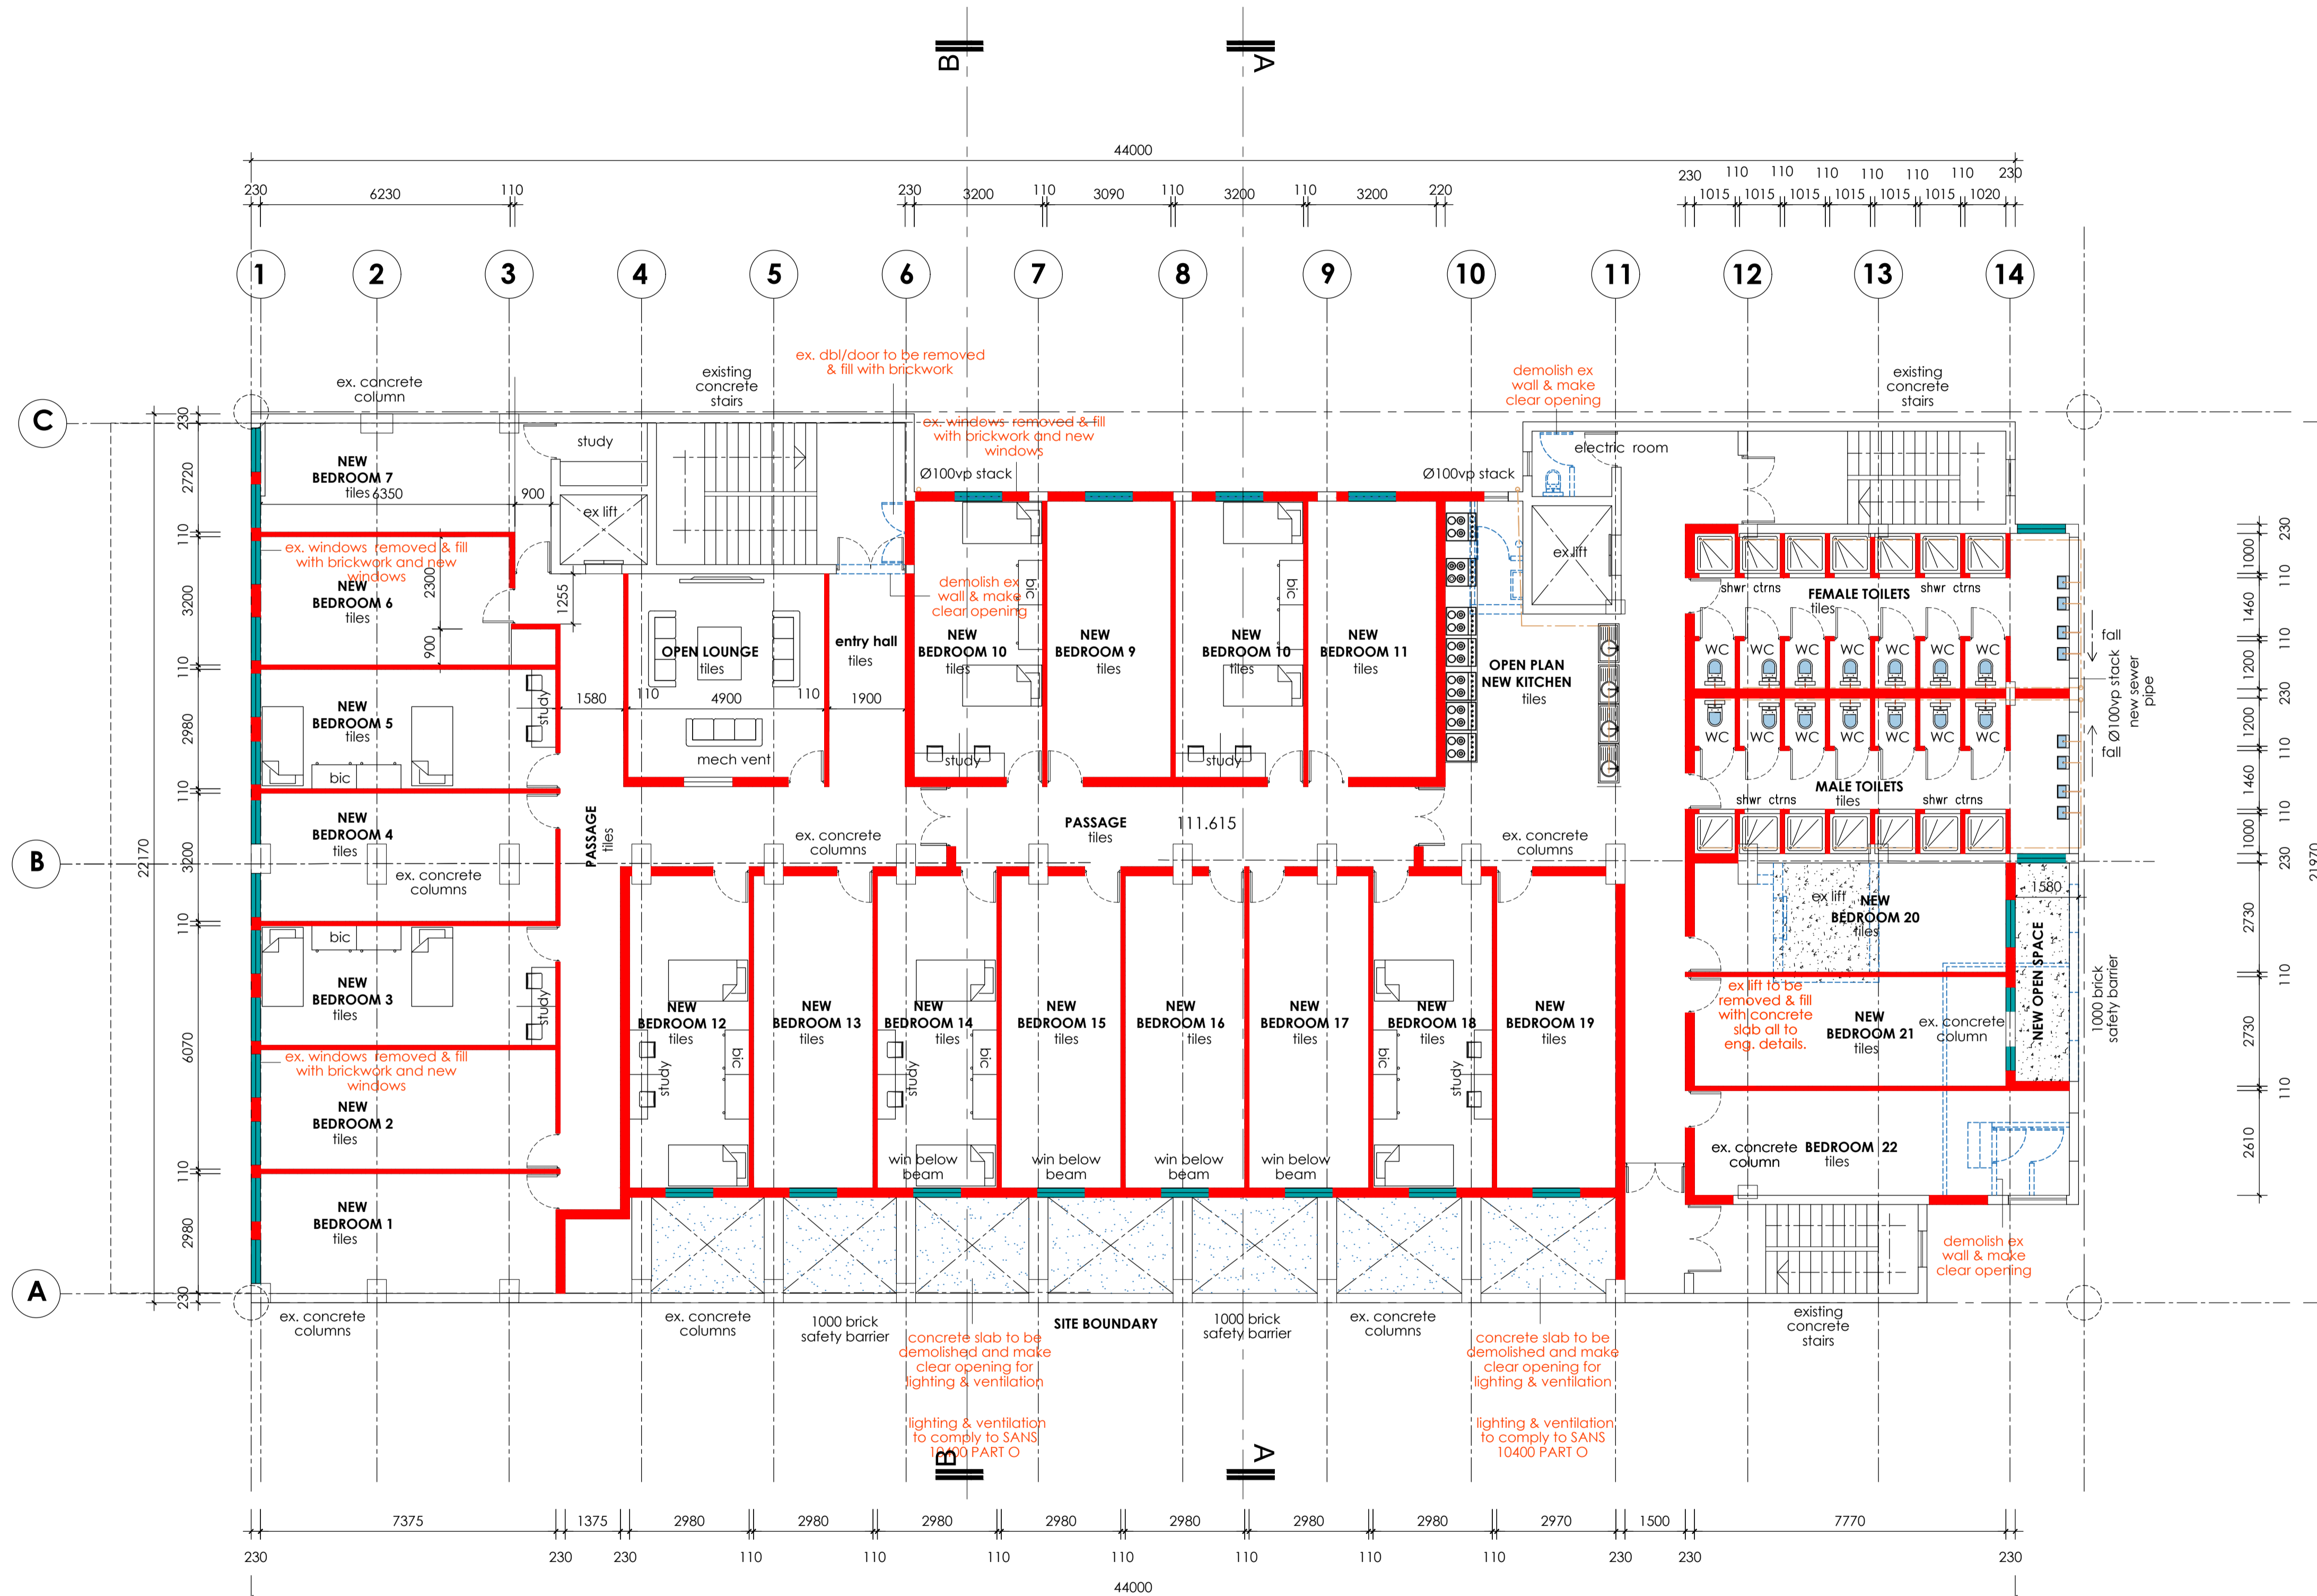 B
A
44000
230
6230
110
230
3200
110
3090
110
3200
110
3200
220
230
110
110
110
110
110
110
230
1015
1015
1015
1015
1015
1015
1020
1
2
3
4
5
6
7
8
9
10
11
12
13
14
C
B
A
ex. concrete
column
existing
concrete
stairs
ex. dbl/door to be removed
& fill with brickwork
ex. windows removed & fill
with brickwork and new
windows
demolish ex
wall & make
clear opening
existing
concrete
stairs
Ø100vp stack
Ø100vp stack
electric room
study
ex lift
ex lift
NEW
BEDROOM 7
tiles
6350
900
ex. windows removed & fill
with brickwork and new
windows
NEW
BEDROOM 6
tiles
2300
900
1255
NEW
BEDROOM 5
tiles
bic
study
NEW
BEDROOM 4
tiles
ex. concrete
columns
bic
NEW
BEDROOM 3
tiles
study
ex. windows removed & fill
with brickwork and new
windows
NEW
BEDROOM 2
tiles
NEW
BEDROOM 1
tiles
PASSAGE
tiles
OPEN LOUNGE
tiles
1580
110
4900
110
1900
mech vent
entry hall
tiles
demolish ex
wall & make
clear opening
NEW
BEDROOM 10
tiles
bic
study
NEW
BEDROOM 9
tiles
NEW
BEDROOM 10
tiles
bic
study
NEW
BEDROOM 11
tiles
OPEN PLAN
NEW KITCHEN
tiles
ex. concrete
columns
PASSAGE
tiles
111.615
ex. concrete
columns
shwr ctrns
FEMALE TOILETS
tiles
shwr ctrns
WC
WC
WC
WC
WC
WC
WC
WC
WC
WC
WC
WC
WC
WC
MALE TOILETS
shwr ctrns
tiles
shwr ctrns
fall
fall
Ø100vp stack
new sewer
pipe
NEW
BEDROOM 12
tiles
bic
study
NEW
BEDROOM 13
tiles
NEW
BEDROOM 14
tiles
bic
study
NEW
BEDROOM 15
tiles
NEW
BEDROOM 16
tiles
NEW
BEDROOM 17
tiles
NEW
BEDROOM 18
tiles
bic
study
NEW
BEDROOM 19
tiles
win below
beam
win below
beam
win below
beam
win below
beam
ex lift
NEW
BEDROOM 20
tiles
1580
NEW OPEN SPACE
1000 brick
safety barrier
ex lift to be
removed & fill
with concrete
slab all to
eng. details.
NEW
BEDROOM 21
tiles
ex. concrete
column
ex. concrete
column
BEDROOM 22
tiles
demolish ex
wall & make
clear opening
existing
concrete
stairs
ex. concrete
columns
ex. concrete
columns
1000 brick
safety barrier
SITE BOUNDARY
1000 brick
safety barrier
ex. concrete
columns
concrete slab to be
demolished and make
clear opening for
lighting & ventilation
concrete slab to be
demolished and make
clear opening for
lighting & ventilation
lighting & ventilation
to comply to SANS
10400 PART O
lighting & ventilation
to comply to SANS
10400 PART O
B
A
22170
230
2720
110
3200
110
2980
110
3200
110
6070
110
2980
230
230
1000
110
1460
110
1200
230
1200
110
1460
110
1000
230
2730
110
2730
110
2610
21970
7375
1375
2980
2980
2980
2980
2980
2980
2980
2970
1500
7770
230
230
230
110
110
110
110
110
110
110
230
230
230
44000